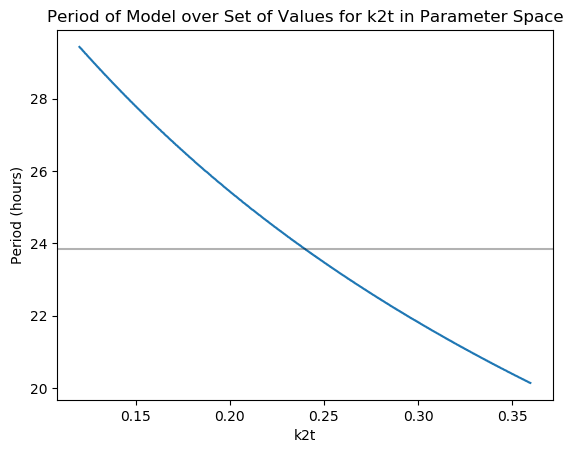 Period of Model over Set of Values for k2t in Parameter Space
Period (hours)
28
26
24
22
20
0.15 0.20 0.25 0.30 0.35
k2t